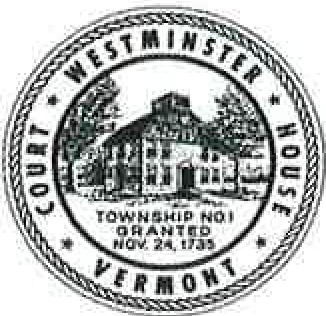 WESTMINSTER
COURT HOUSE
VERMONT
TOWNSHIP NO.1
GRANTED
NOV. 24, 1735